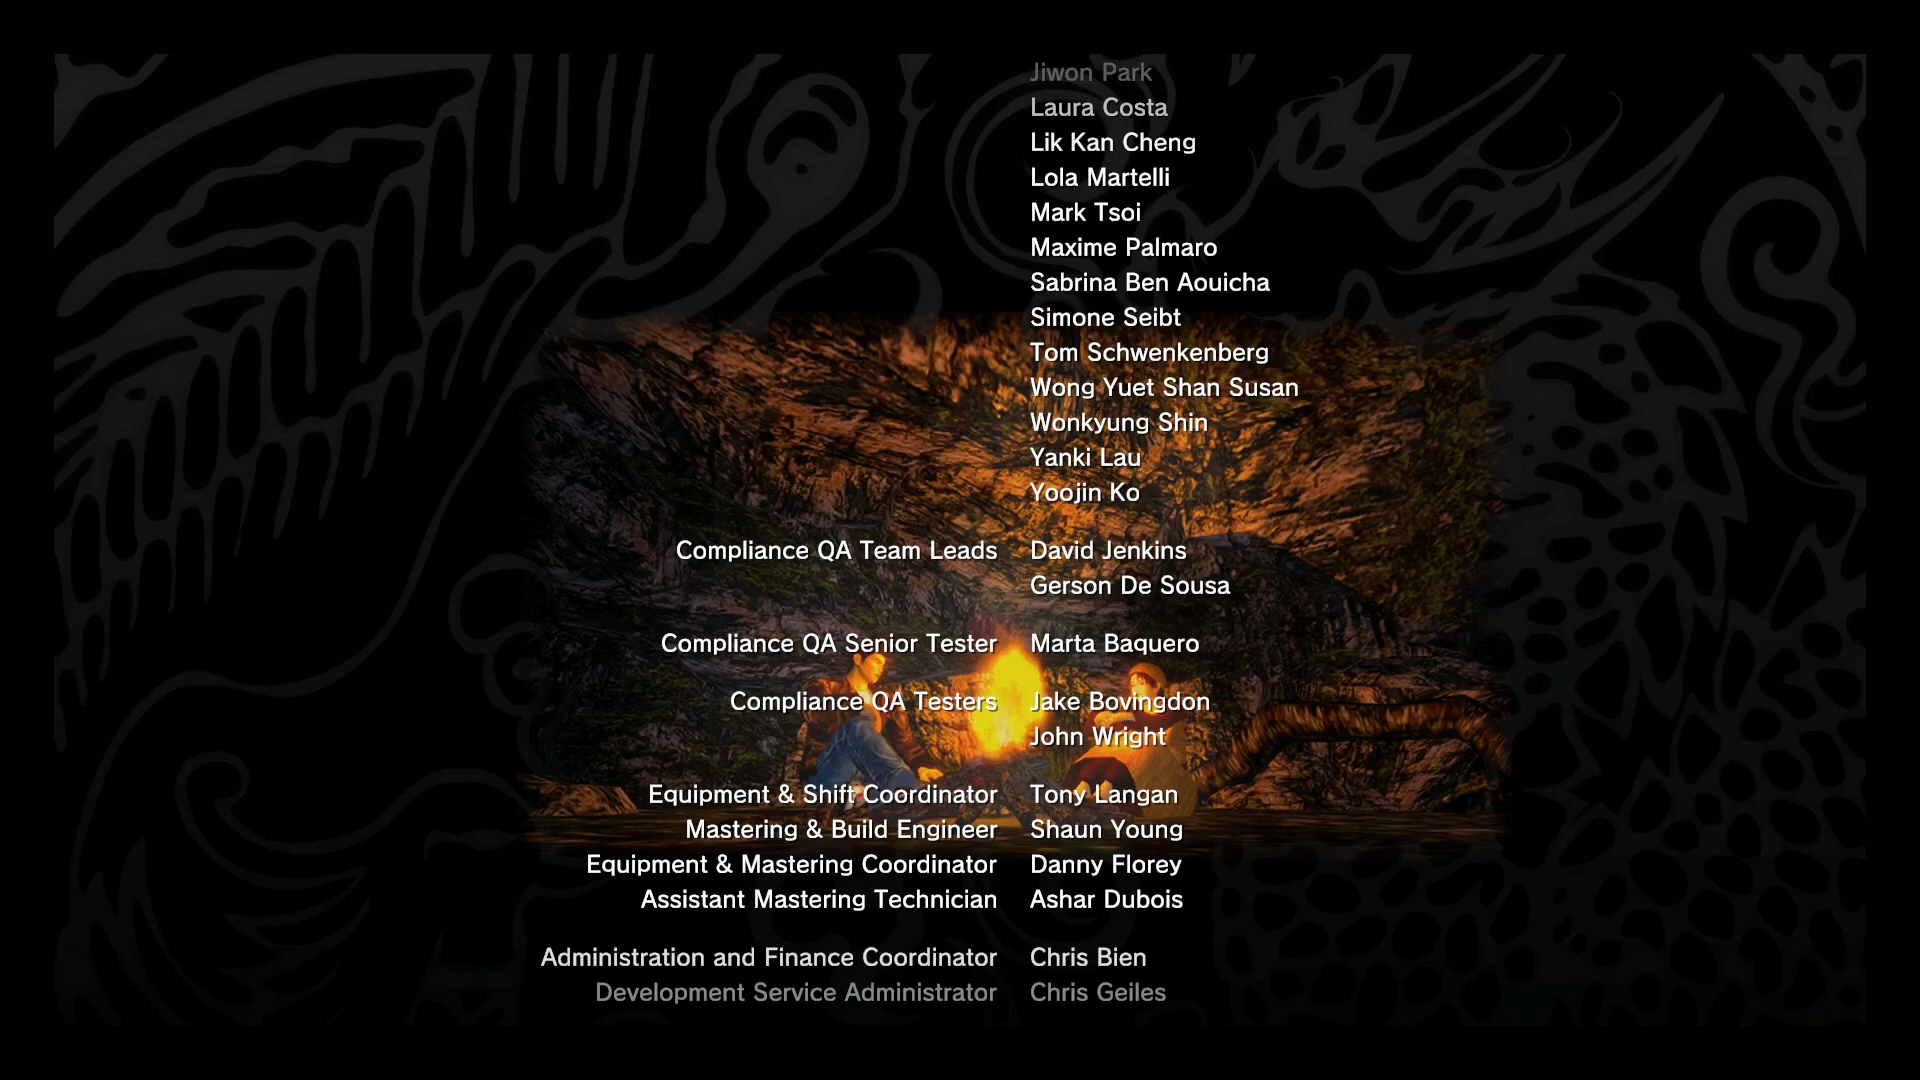 Jiwon Park
Laura Costa
Lik Kan Cheng
Lola Martelli
Mark Tsoi
Maxime Palmaro
Sabrina Ben Aouicha
Simone Seibt
Tom Schwenkenberg
Wong Yuet Shan Susan
Wonkyung Shin
Yanki Lau
Yoojin Ko
Compliance QA Team Leads David Jenkins
Gerson De Sousa
Compliance QA Senior Tester Marta Baquero
Compliance QA Testers Jake Bovingdon
John Wright
Equipment & Shift Coordinator Tony Langan
Mastering & Build Engineer Shaun Young
Equipment & Mastering Coordinator Danny Florey
Assistant Mastering Technician Ashar Dubois
Administration and Finance Coordinator Chris Bien
Development Service Administrator Chris Geiles